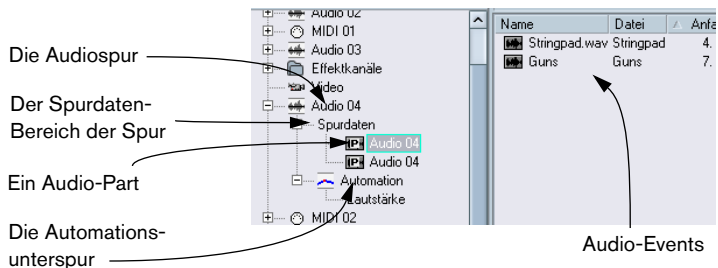 Audio 02
MIDI 01
Audio 03
Effektkanäle
Video
Audio 04
Spurdaten
Audio 04
Audio 04
Automation
Lautstärke
MIDI 02
Name Datei Anfa
Stringpad.wav Stringpad 4.
Guns Guns 7.
Die Audiospur
Der Spurdaten-
Bereich der Spur
Ein Audio-Part
Die Automations-
unterspur
Audio-Events